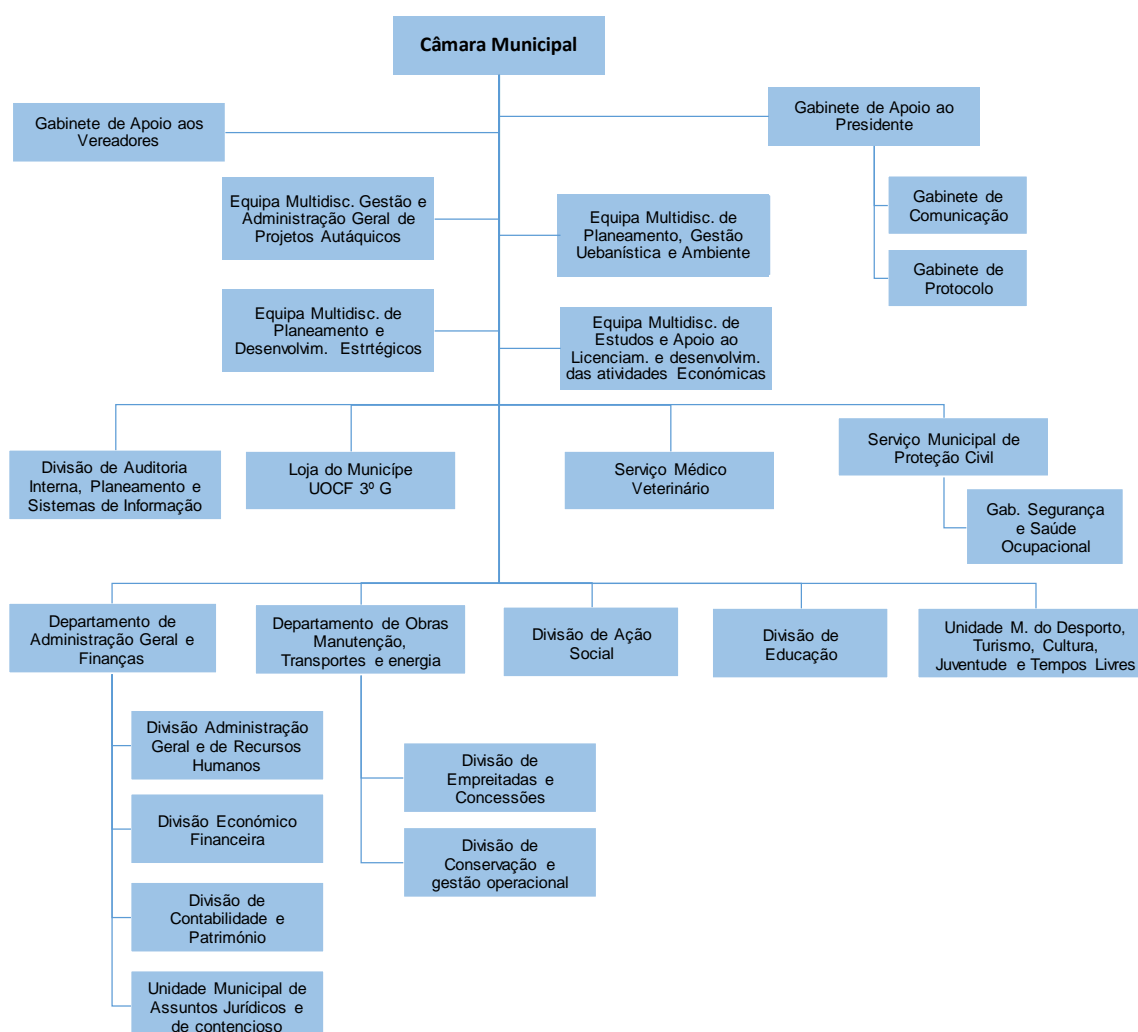 Câmara Municipal
Gabinete de Apoio aos
Vereadores
Gabinete de Apoio ao
Presidente
Gabinete de
Comunicação
Gabinete de
Protocolo
Equipa Multidisc. Gestão e
Administração Geral de
Projetos Autáquicos
Equipa Multidisc. de
Planeamento, Gestão
Uebanística e Ambiente
Equipa Multidisc. de
Planeamento e
Desenvolvim. Estrtégicos
Equipa Multidisc. de
Estudos e Apoio ao
Licenciam. e desenvolvim.
das atividades Económicas
Divisão de Auditoria
Interna, Planeamento e
Sistemas de Informação
Loja do Municípe
UOCF 3º G
Serviço Médico
Veterinário
Serviço Municipal de
Proteção Civil
Gab. Segurança
e Saúde
Ocupacional
Departamento de
Administração Geral e
Finanças
Departamento de Obras
Manutenção,
Transportes e energia
Divisão de Ação
Social
Divisão de
Educação
Unidade M. do Desporto,
Turismo, Cultura,
Juventude e Tempos Livres
Divisão Administração
Geral e de Recursos
Humanos
Divisão Económico
Financeira
Divisão de
Contabilidade e
Património
Unidade Municipal de
Assuntos Jurídicos e
de contencioso
Divisão de
Empreitadas e
Concessões
Divisão de
Conservação e
gestão operacional